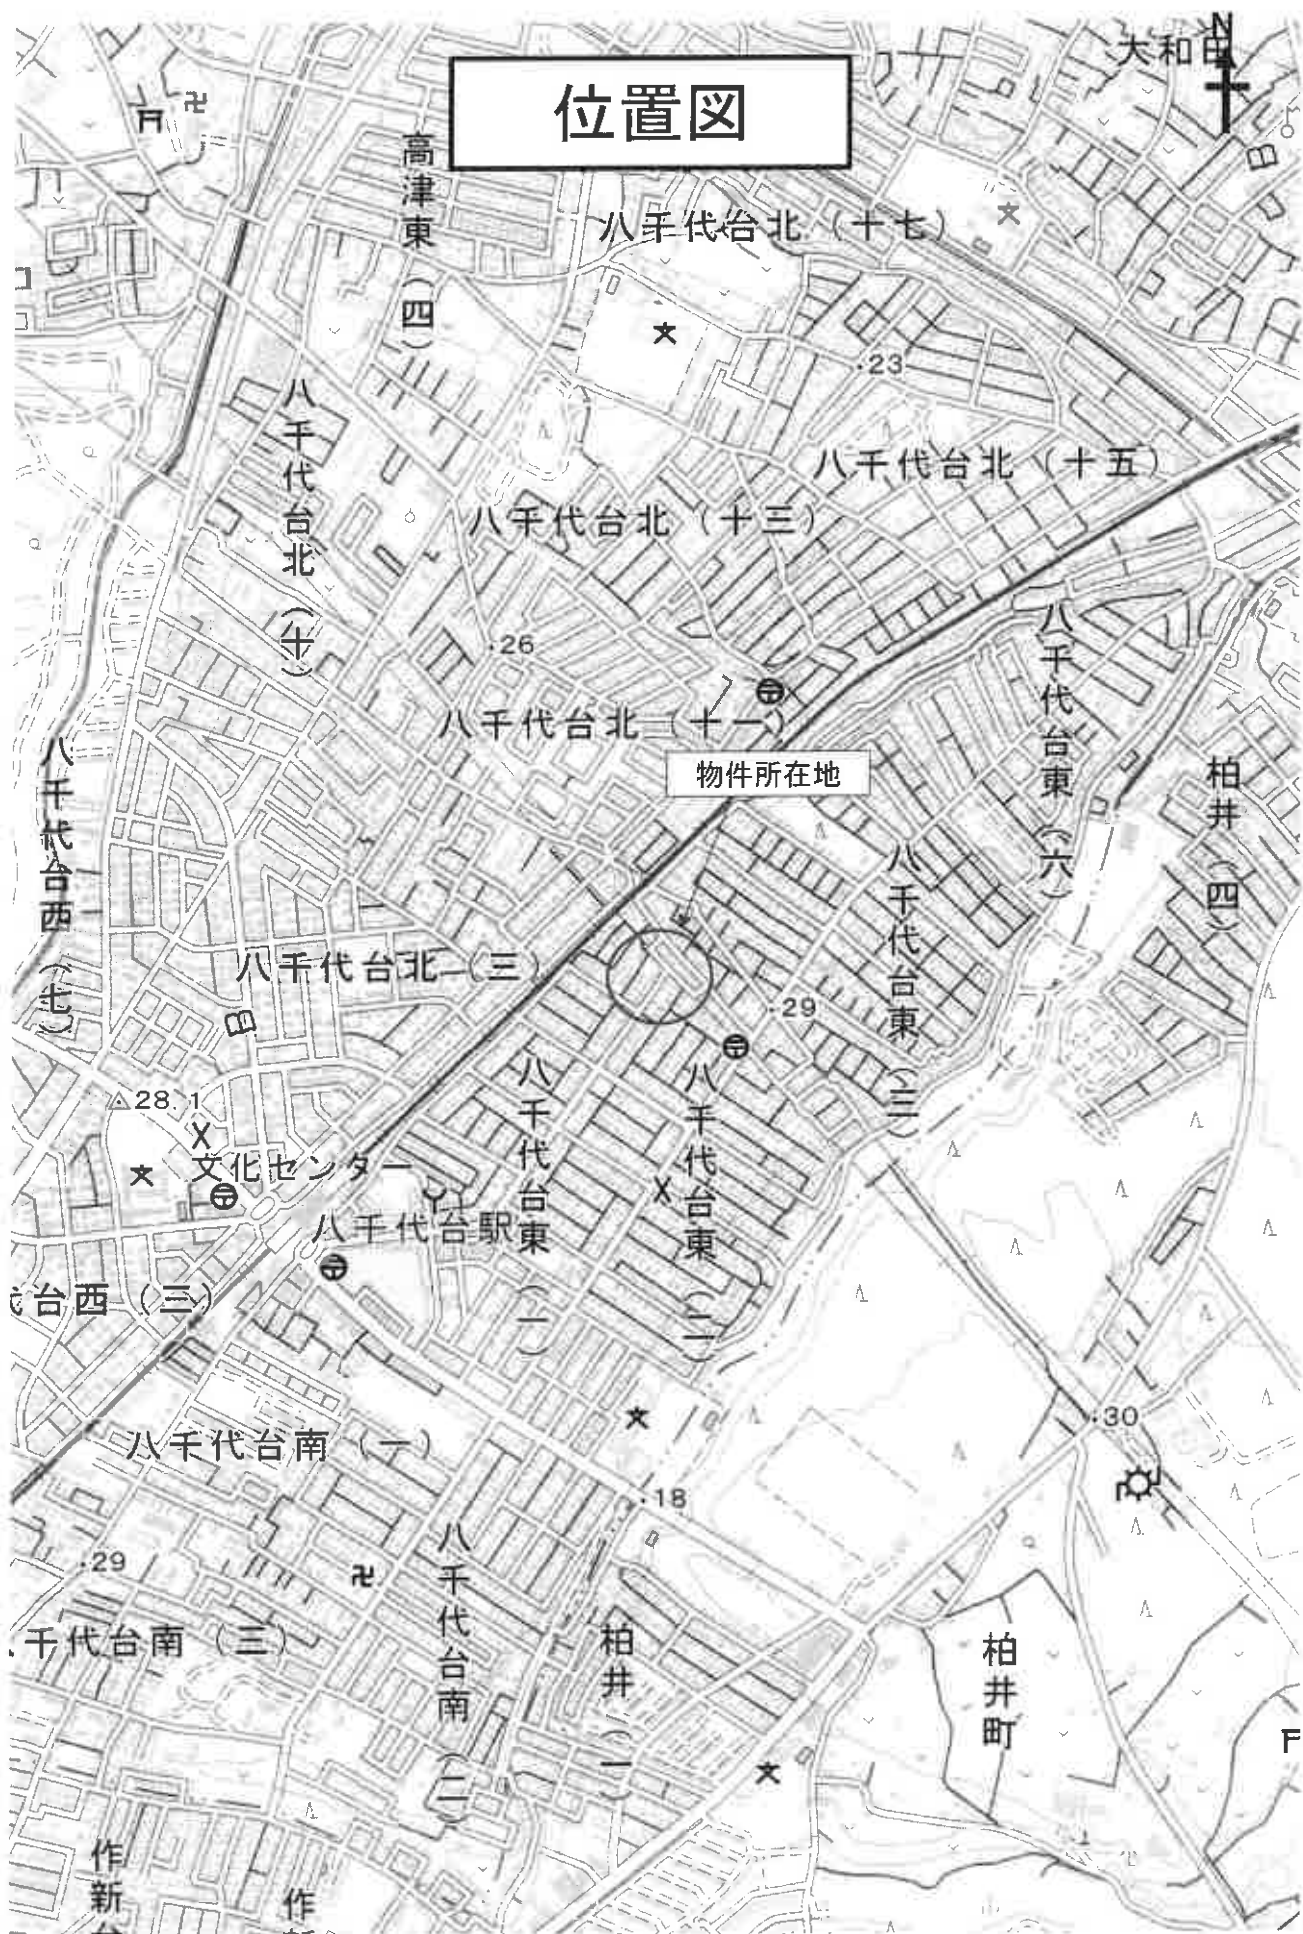 位置図
大和田
N
高津東(四)
八千代台北(十七)
23
八千代台北(十)
八千代台北(十五)
八千代台北(十三)
26
八千代台東(六)
八千代台北(十一)
物件所在地
八千代台西(七)
柏井(四)
八千代台東(三)
八千代台北(三)
29
28.1
八千代台東(一)
八千代台東(二)
文化センター
八千代台駅
台西(三)
30
八千代台南(一)
18
29
八千代台南(二)
千代台南(三)
柏井(一)
柏井町
作新
作新